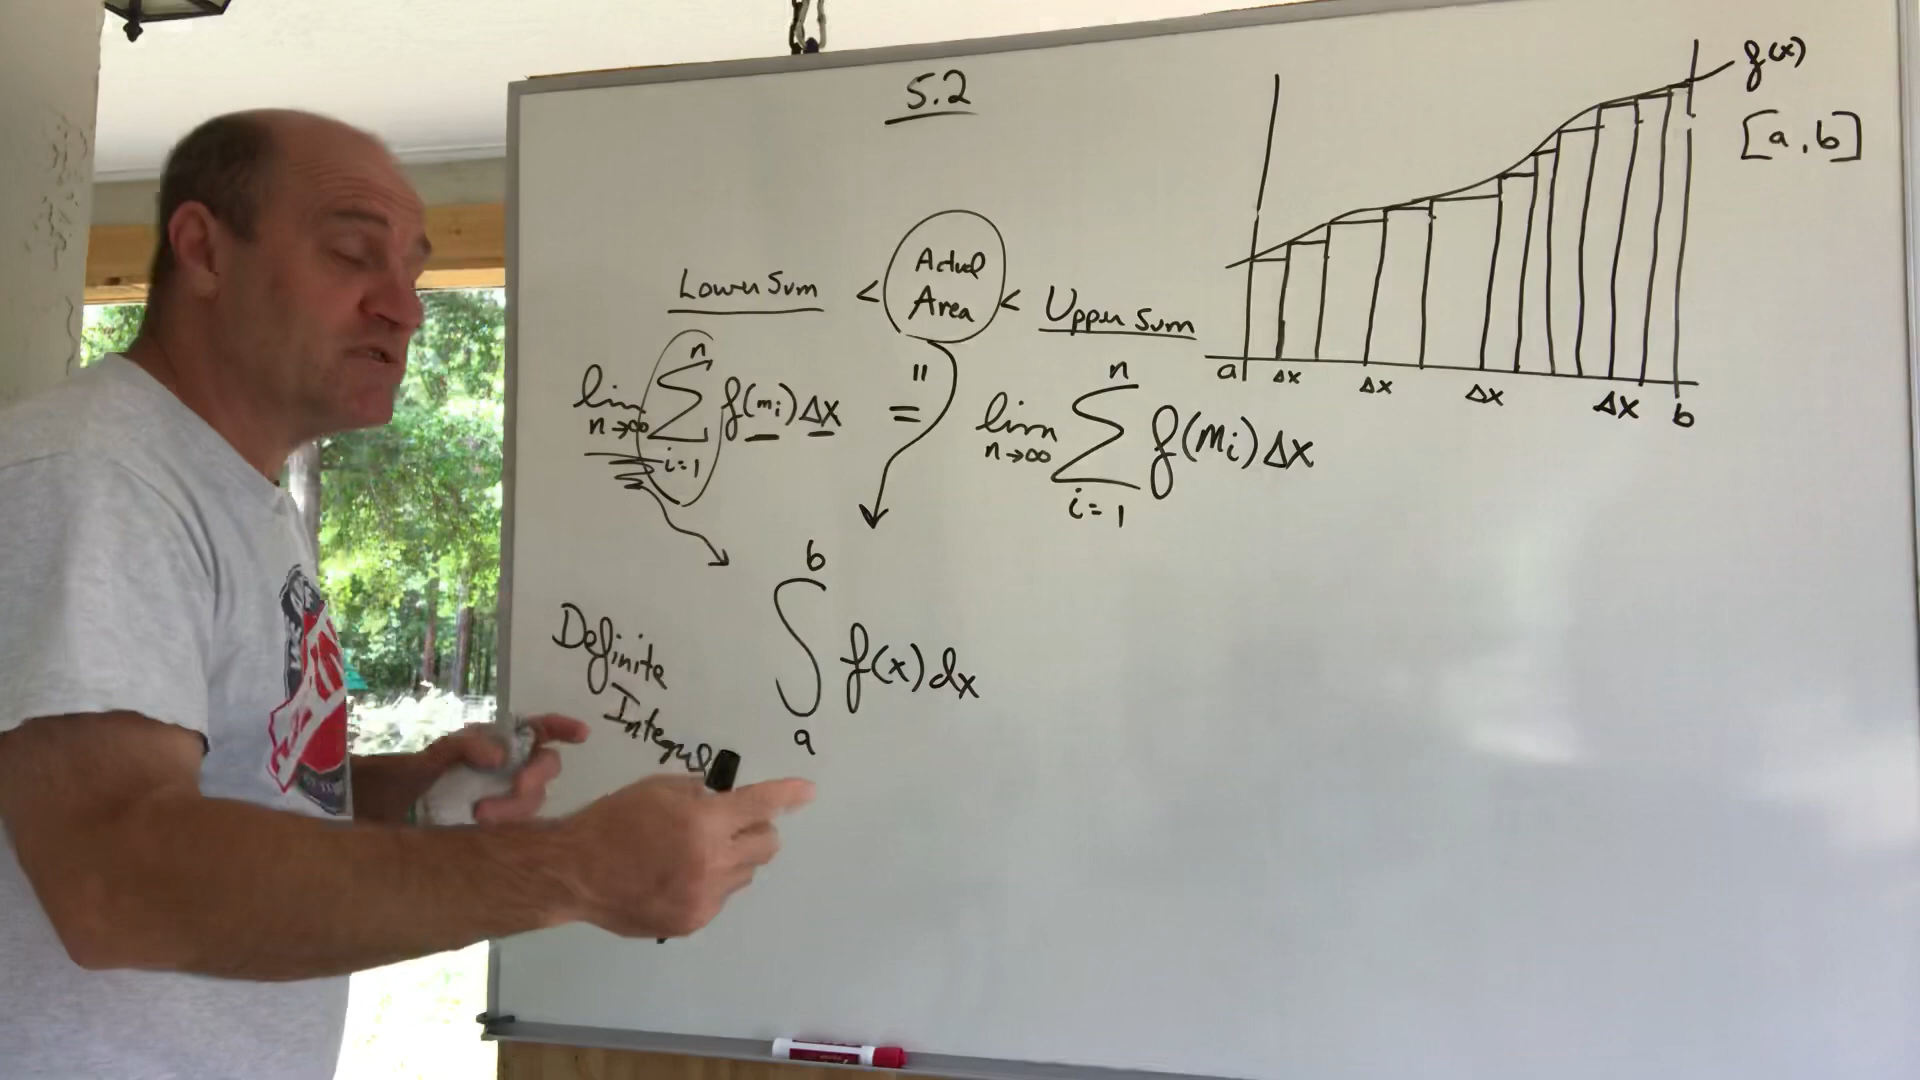 5.2
f(x)
[a,b]
Lower Sum < Actual Area < Upper Sum
lim n→∞ n Σ i=1 f(mᵢ)Δx = " lim n→∞ n Σ i=1 f(Mᵢ)Δx
a Δx Δx Δx Δx b
Definite
Integral
b ∫ a f(x)dx